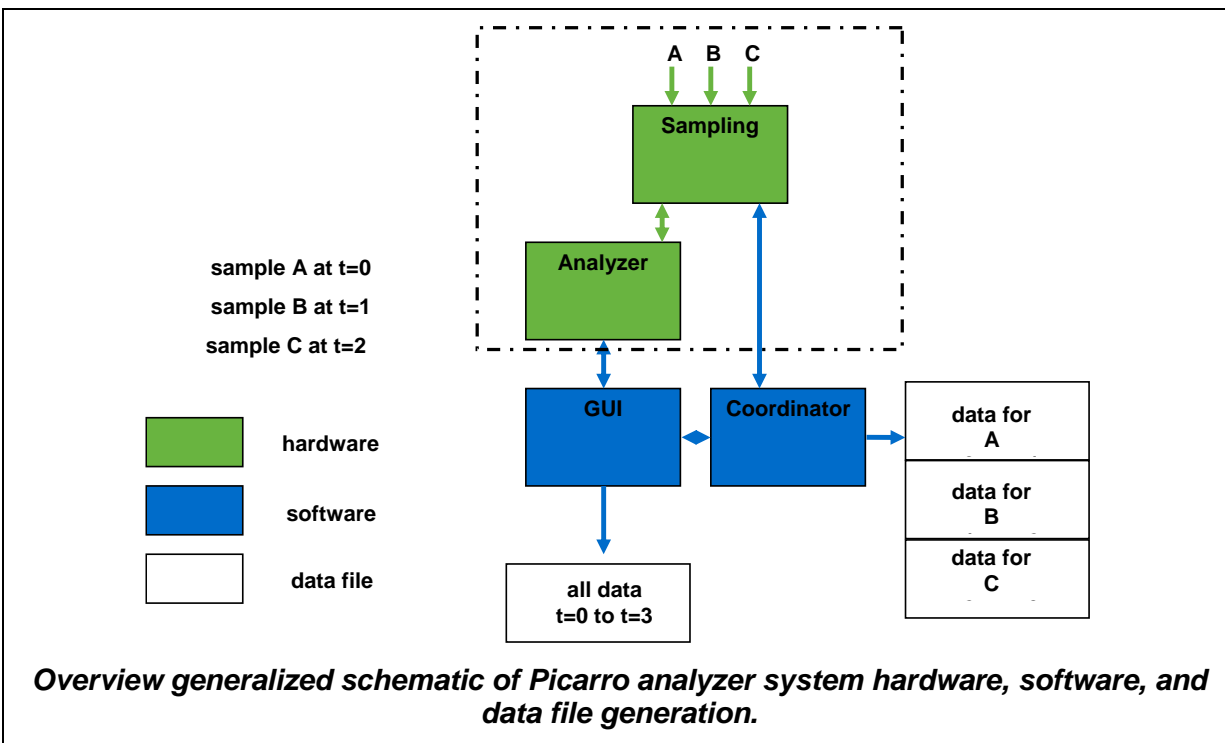 A B C
Sampling
Analyzer
sample A at t=0
sample B at t=1
sample C at t=2
GUI
Coordinator
data for
A
data for
B
data for
C
hardware
software
data file
all data
t=0 to t=3
Overview generalized schematic of Picarro analyzer system hardware, software, and
data file generation.